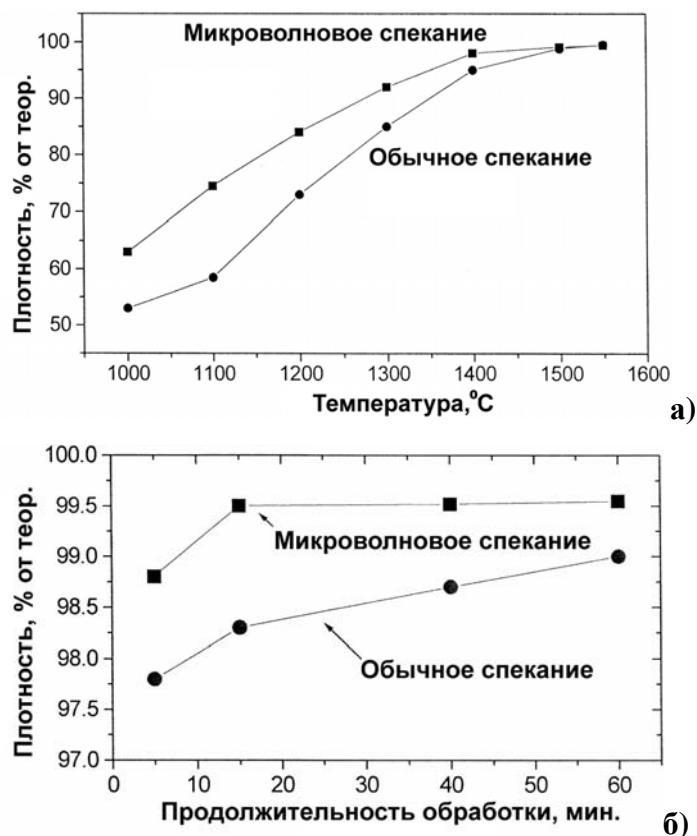 100
90
80
70
60
50
Плотность, % от теор.
Микроволновое спекание
Обычное спекание
1000 1100 1200 1300 1400 1500 1600
Температура,°С
а)
100.0
99.5
99.0
98.5
98.0
97.5
97.0
Плотность, % от теор.
Микроволновое спекание
Обычное спекание
0 10 20 30 40 50 60
Продолжительность обработки, мин.
б)